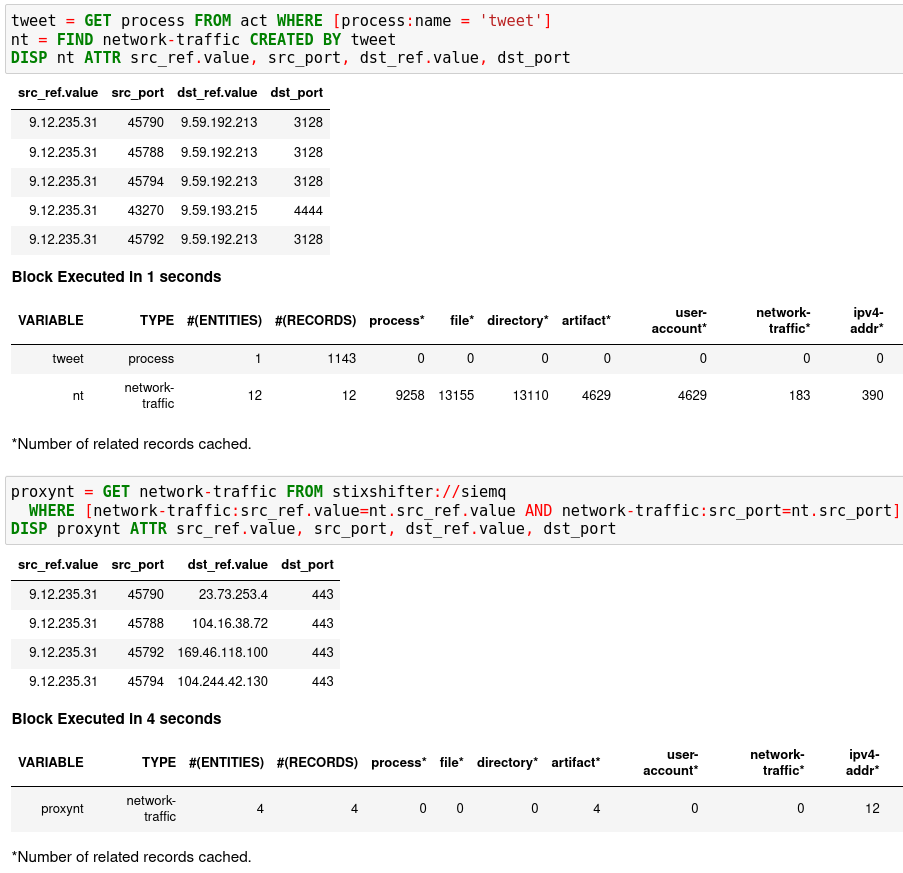 tweet = GET process FROM act WHERE [process:name = 'tweet']
nt = FIND network-traffic CREATED BY tweet
DISP nt ATTR src_ref.value, src_port, dst_ref.value, dst_port
src_ref.value src_port dst_ref.value dst_port
9.12.235.31 45790 9.59.192.213 3128
9.12.235.31 45788 9.59.192.213 3128
9.12.235.31 45794 9.59.192.213 3128
9.12.235.31 43270 9.59.193.215 4444
9.12.235.31 45792 9.59.192.213 3128
Block Executed in 1 seconds
VARIABLE TYPE #(ENTITIES) #(RECORDS) process* file* directory* artifact* user-account* network-traffic* ipv4-addr*
tweet process 1 1143 0 0 0 0 0 0 0
nt network-traffic 12 12 9258 13155 13110 4629 4629 183 390
*Number of related records cached.
proxynt = GET network-traffic FROM stixshifter://siemq
WHERE [network-traffic:src_ref.value=nt.src_ref.value AND network-traffic:src_port=nt.src_port]
DISP proxynt ATTR src_ref.value, src_port, dst_ref.value, dst_port
src_ref.value src_port dst_ref.value dst_port
9.12.235.31 45790 23.73.253.4 443
9.12.235.31 45788 104.16.38.72 443
9.12.235.31 45792 169.46.118.100 443
9.12.235.31 45794 104.244.42.130 443
Block Executed in 4 seconds
VARIABLE TYPE #(ENTITIES) #(RECORDS) process* file* directory* artifact* user-account* network-traffic* ipv4-addr*
proxynt network-traffic 4 4 0 0 0 4 0 0 12
*Number of related records cached.